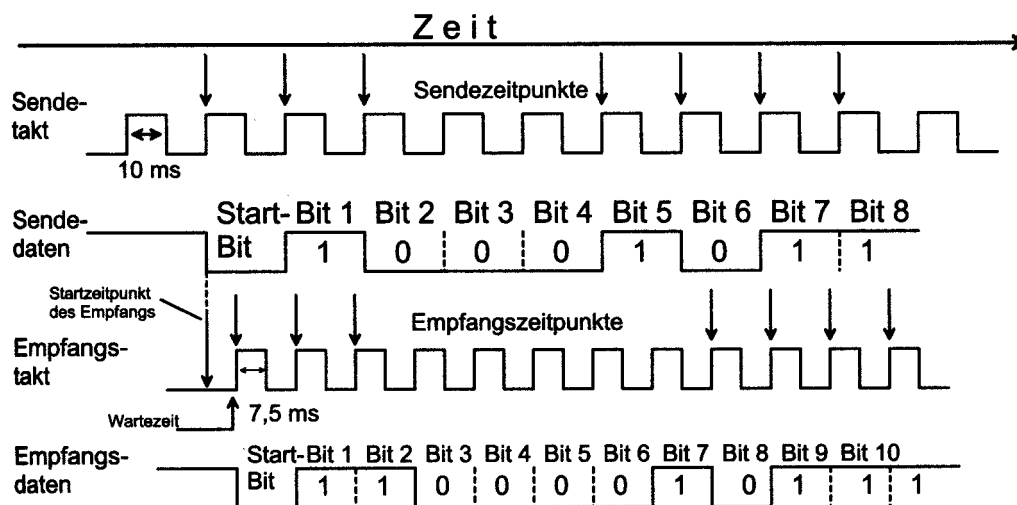 Zeit
Sendezeitpunkte
Sende-
takt
10 ms
Start- Bit 1 Bit 2 Bit 3 Bit 4 Bit 5 Bit 6 Bit 7 Bit 8
Sende-
daten
Bit 1 0 0 0 1 0 1 1
Startzeitpunkt
des Empfangs
Empfangszeitpunkte
Empfangs-
takt
Wartezeit
7,5 ms
Empfangs-
daten
Start- Bit 1 Bit 2 Bit 3 Bit 4 Bit 5 Bit 6 Bit 7 Bit 8 Bit 9 Bit 10
Bit 1 1 0 0 0 0 1 0 1 1 1